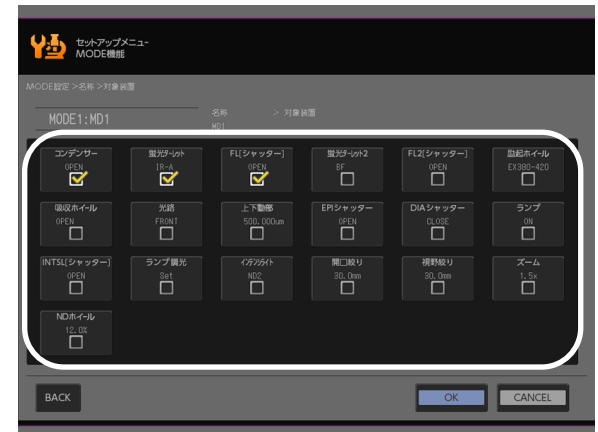 セットアップメニュー
MODE機能
MODE設定 >名称 >対象装置
MODE1:MD1
名称 > 対象装置
MD1
コンデンサー 蛍光ターレット FL[シャッター] 蛍光ターレット2 FL2[シャッター] 励起ホイール
OPEN IR-A OPEN BF OPEN EX380-420
吸収ホイール 光路 上下動部 EPIシャッター DIAシャッター ランプ
OPEN FRONT 500.000um OPEN CLOSE ON
INTSL[シャッター] ランプ調光 インテンシライト 開口絞り 視野絞り ズーム
OPEN Set ND2 30.0mm 30.0mm 1.5×
NDホイール
12.0%
BACK OK CANCEL